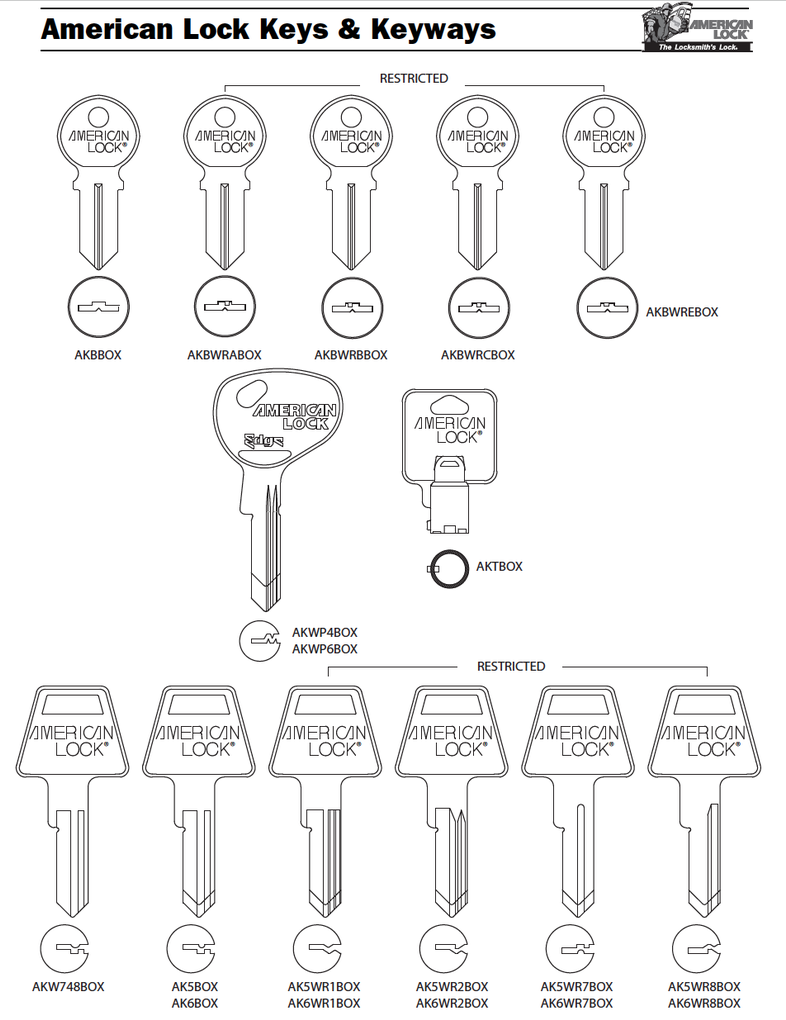 American Lock Keys & Keyways
AMERICAN
LOCK
The Locksmith's Lock.
RESTRICTED
AMERICAN
LOCK®
AMERICAN
LOCK®
AMERICAN
LOCK®
AMERICAN
LOCK®
AMERICAN
LOCK®
AKBWREBOX
AKBBOX
AKBWRABOX
AKBWRBBOX
AKBWRCBOX
AMERICAN
LOCK
Edge
AMERICAN
LOCK®
AKTBOX
AKWP4BOX
AKWP6BOX
RESTRICTED
AMERICAN
LOCK®
AMERICAN
LOCK®
AMERICAN
LOCK®
AMERICAN
LOCK®
AMERICAN
LOCK®
AMERICAN
LOCK®
AKW748BOX
AK5BOX
AK6BOX
AK5WR1BOX
AK6WR1BOX
AK5WR2BOX
AK6WR2BOX
AK5WR7BOX
AK6WR7BOX
AK5WR8BOX
AK6WR8BOX